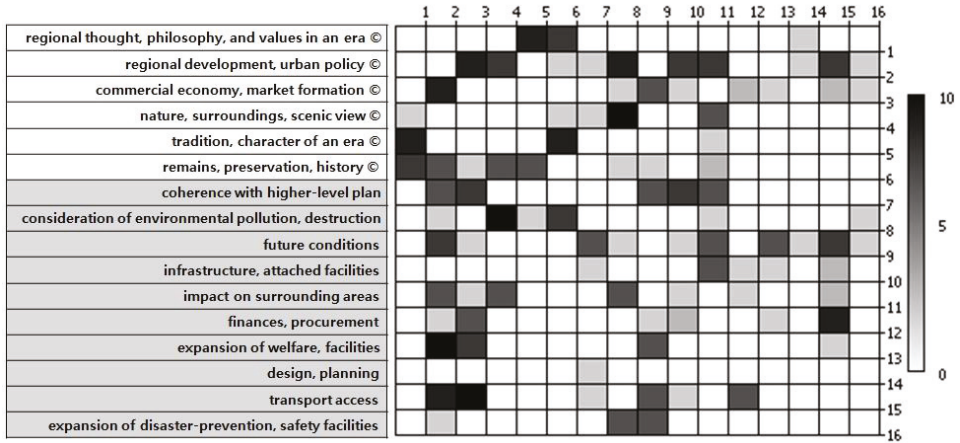 1 2 3 4 5 6 7 8 9 10 11 12 13 14 15 16
regional thought, philosophy, and values in an era ©
1
regional development, urban policy ©
2
commercial economy, market formation ©
3
nature, surroundings, scenic view ©
4
tradition, character of an era ©
5
remains, preservation, history ©
6
coherence with higher-level plan
7
consideration of environmental pollution, destruction
8
future conditions
9
infrastructure, attached facilities
10
impact on surrounding areas
11
finances, procurement
12
expansion of welfare, facilities
13
design, planning
14
transport access
15
expansion of disaster-prevention, safety facilities
16
10
5
0